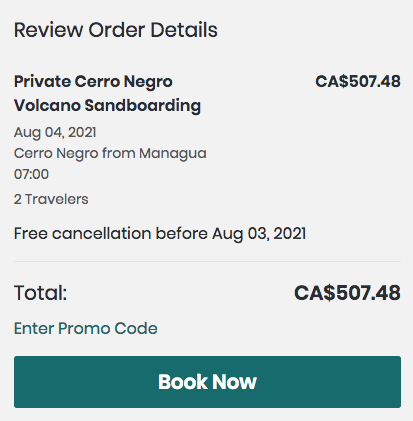 Review Order Details
Private Cerro Negro CA$507.48
Volcano Sandboarding
Aug 04, 2021
Cerro Negro from Managua
07:00
2 Travelers
Free cancellation before Aug 03, 2021
Total: CA$507.48
Enter Promo Code
Book Now